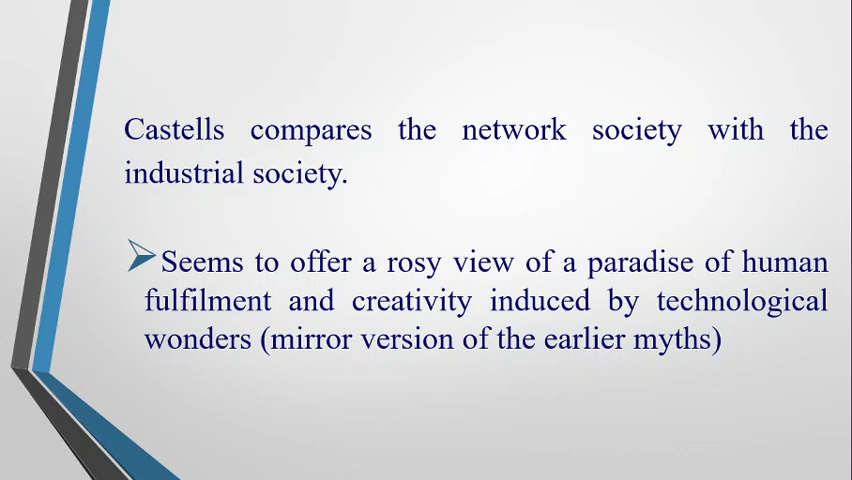 Castells compares the network society with the
industrial society.
Seems to offer a rosy view of a paradise of human
fulfilment and creativity induced by technological
wonders (mirror version of the earlier myths)